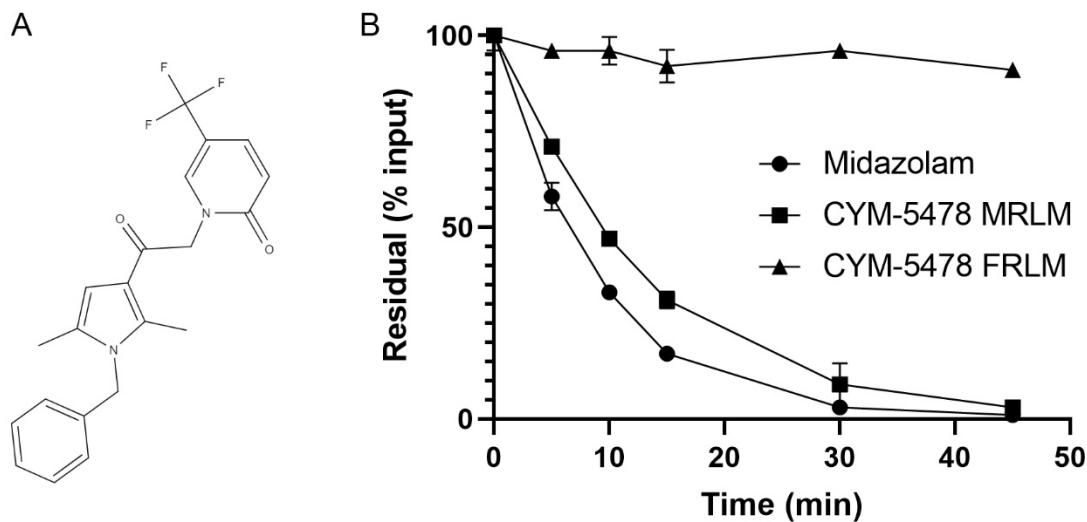 A
F
F
F
N
O
O
N
B
Residual (% input)
100
50
0
0 10 20 30 40 50
Time (min)
Midazolam
CYM-5478 MRLM
CYM-5478 FRLM